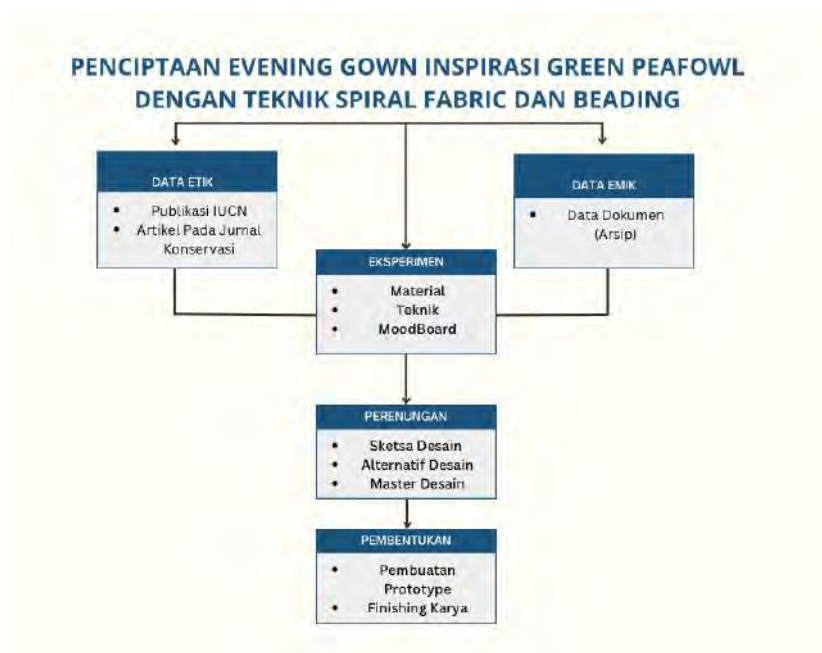 PENCIPTAAN EVENING GOWN INSPIRASI GREEN PEAFOWL
DENGAN TEKNIK SPIRAL FABRIC DAN BEADING
DATA ETIK
• Publikasi IUCN
• Artikel Pada Jurnal
Konservasi
DATA EMIK
• Data Dokumen
(Arsip)
EKSPERIMEN
• Material
• Teknik
• MoodBoard
PERENUNGAN
• Sketsa Desain
• Alternatif Desain
• Master Desain
PEMBENTUKAN
• Pembuatan
Prototype
• Finishing Karya